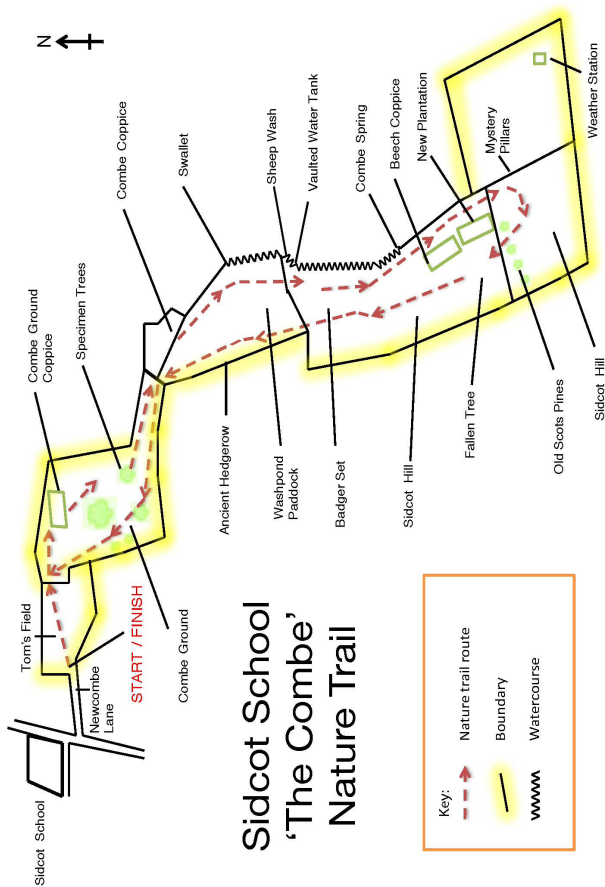 N
Combe Ground
Coppice
Specimen Trees
Combe Coppice
Swallet
Sheep Wash
Vaulted Water Tank
Combe Spring
Beech Coppice
New Plantation
Mystery
Pillars
Weather Station
Sidcot School
Tom's Field
Newcombe
Lane
START / FINISH
Combe Ground
Ancient Hedgerow
Washpond
Paddock
Badger Set
Sidcot Hill
Fallen Tree
Old Scots Pines
Sidcot Hill
Sidcot School
'The Combe'
Nature Trail
Key:
Nature trail route
Boundary
Watercourse